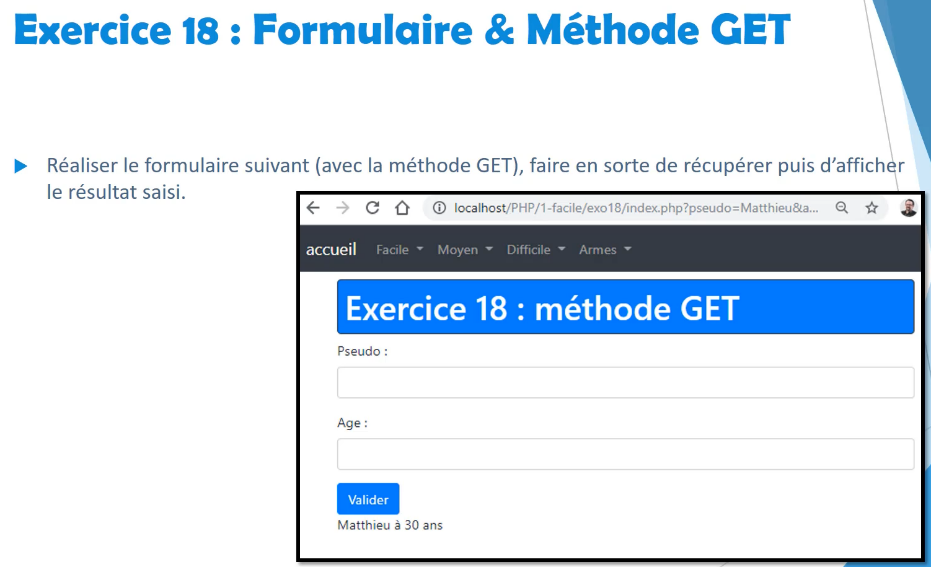 Exercice 18 : Formulaire & Méthode GET
Réaliser le formulaire suivant (avec la méthode GET), faire en sorte de récupérer puis d'afficher
le résultat saisi.
localhost/PHP/1-facile/exo18/index.php?pseudo=Matthieu&a...
accueil Facile Moyen Difficile Armes
Exercice 18 : méthode GET
Pseudo :
Age :
Valider
Matthieu à 30 ans